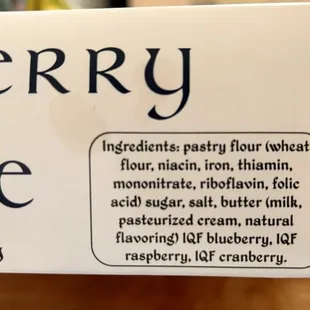 erry
e
s
Ingredients: pastry flour (wheat
flour, niacin, iron, thiamin,
mononitrate, riboflavin, folic
acid) sugar, salt, butter (milk,
pasteurized cream, natural
flavoring) IQF blueberry, IQF
raspberry, IQF cranberry.